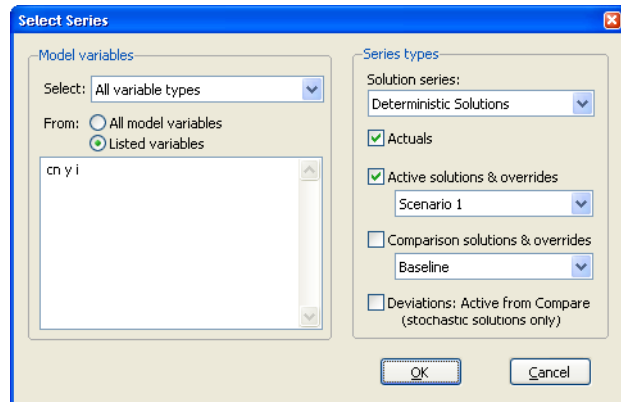 Select Series
Model variables
Select: All variable types
From: All model variables
Listed variables
cn y i
Series types
Solution series:
Deterministic Solutions
Actuals
Active solutions & overrides
Scenario 1
Comparison solutions & overrides
Baseline
Deviations: Active from Compare
(stochastic solutions only)
OK
Cancel